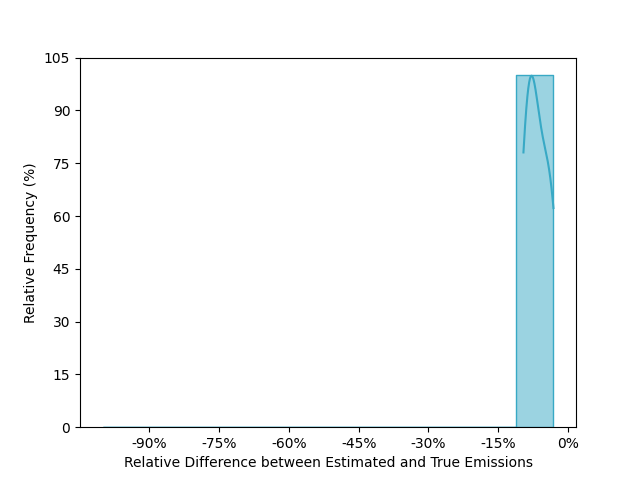 105
90
75
60
45
30
15
0
Relative Frequency (%)
-90% -75% -60% -45% -30% -15% 0%
Relative Difference between Estimated and True Emissions